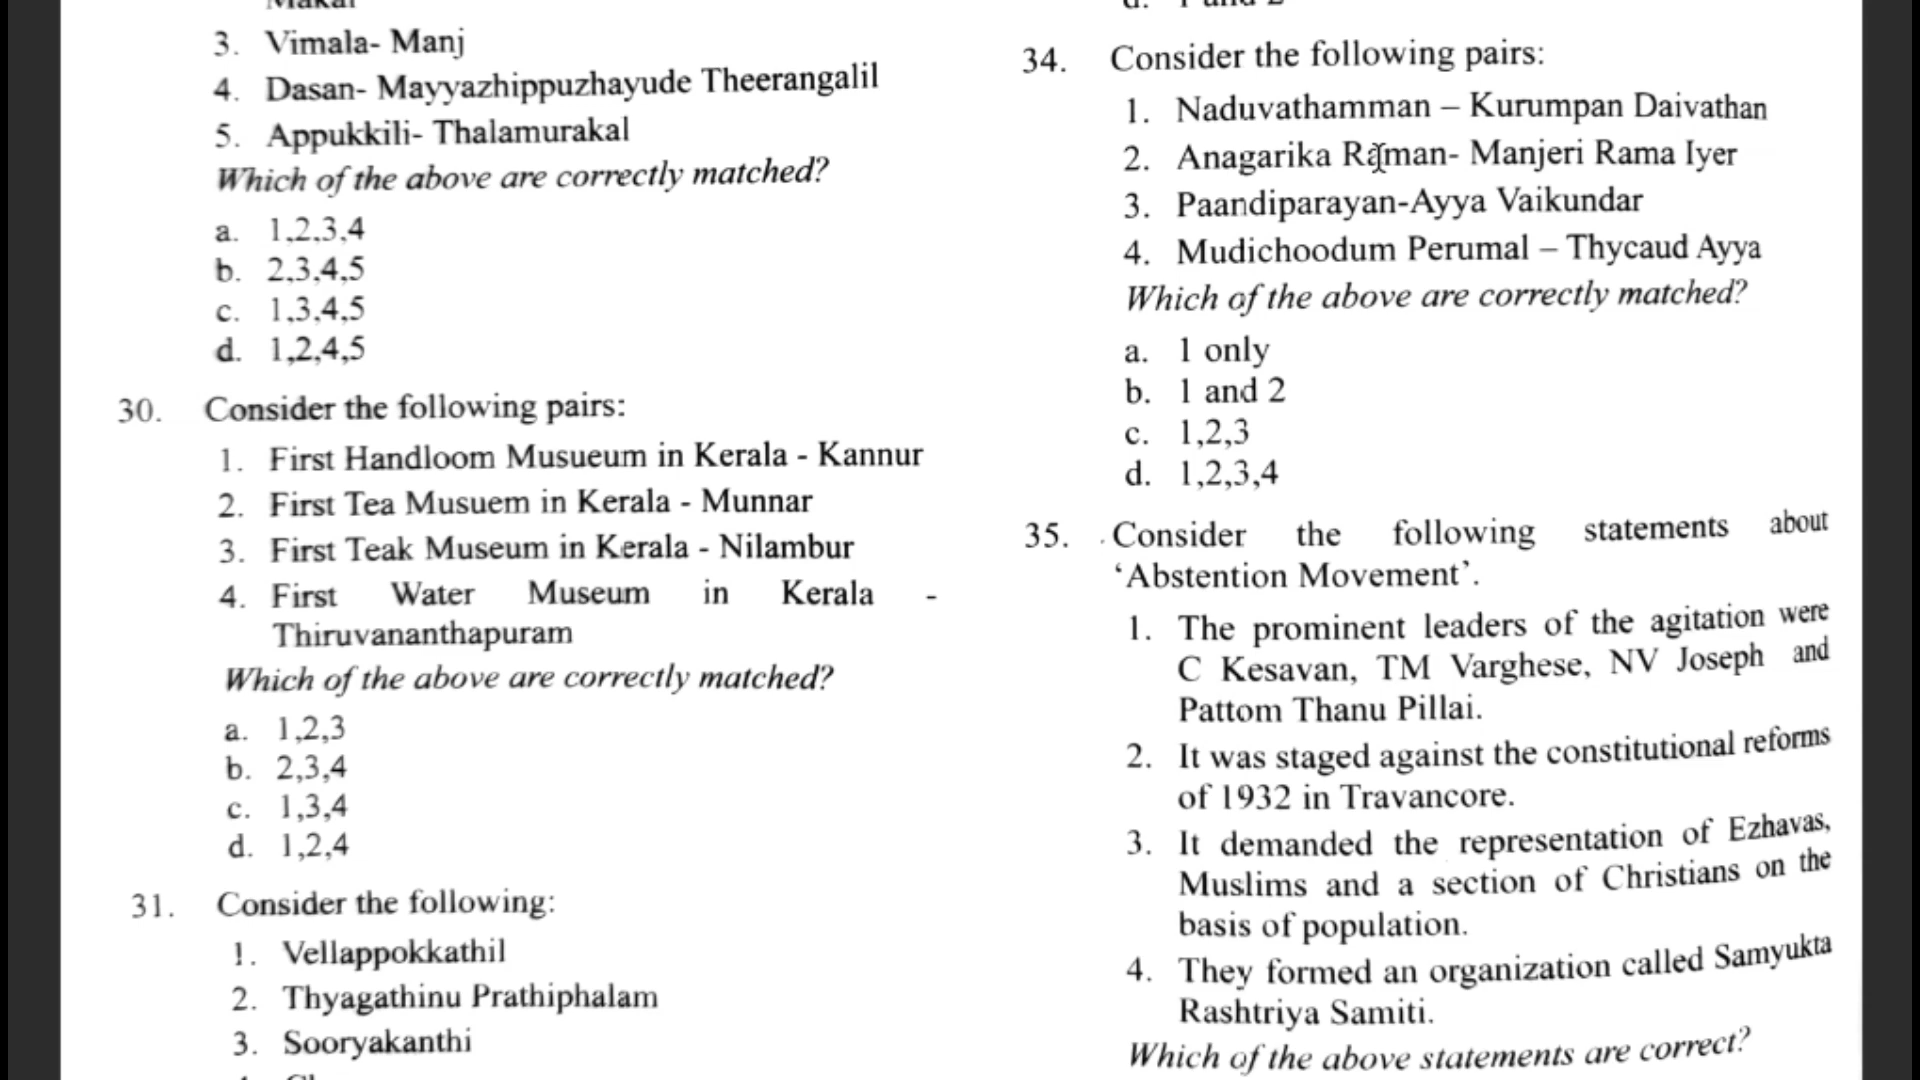 Makal
3. Vimala- Manj
4. Dasan- Mayyazhippuzhayude Theerangalil
5. Appukkili- Thalamurakal
Which of the above are correctly matched?
a. 1,2,3,4
b. 2,3,4,5
c. 1,3,4,5
d. 1,2,4,5
30. Consider the following pairs:
1. First Handloom Musueum in Kerala - Kannur
2. First Tea Musuem in Kerala - Munnar
3. First Teak Museum in Kerala - Nilambur
4. First Water Museum in Kerala -
Thiruvananthapuram
Which of the above are correctly matched?
a. 1,2,3
b. 2,3,4
c. 1,3,4
d. 1,2,4
31. Consider the following:
1. Vellappokkathil
2. Thyagathinu Prathiphalam
3. Sooryakanthi
d. 1 and 2
34. Consider the following pairs:
1. Naduvathamman – Kurumpan Daivathan
2. Anagarika Raman- Manjeri Rama Iyer
3. Paandiparayan-Ayya Vaikundar
4. Mudichoodum Perumal – Thycaud Ayya
Which of the above are correctly matched?
a. 1 only
b. 1 and 2
c. 1,2,3
d. 1,2,3,4
35. Consider the following statements about
‘Abstention Movement’.
1. The prominent leaders of the agitation were
C Kesavan, TM Varghese, NV Joseph and
Pattom Thanu Pillai.
2. It was staged against the constitutional reforms
of 1932 in Travancore.
3. It demanded the representation of Ezhavas,
Muslims and a section of Christians on the
basis of population.
4. They formed an organization called Samyukta
Rashtriya Samiti.
Which of the above statements are correct?